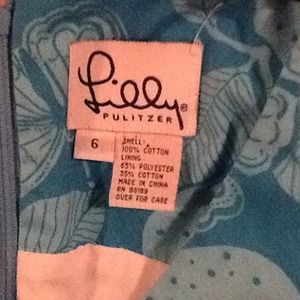 Lilly®
PULITZER
6
SHELL:
100% COTTON
LINING
65% POLYESTER
35% COTTON
MADE IN CHINA
RN 88189
OVER FOR CARE